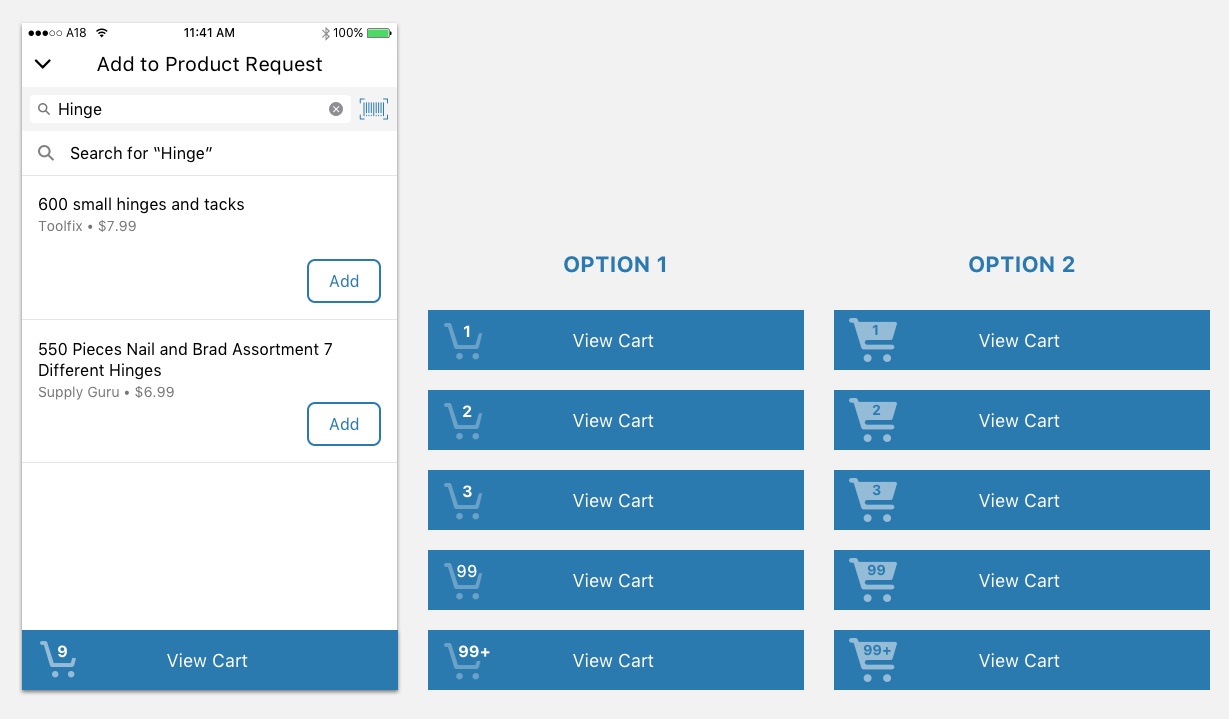 A18 11:41 AM 100%
Add to Product Request
Hinge
Search for “Hinge”
600 small hinges and tacks
Toolfix • $7.99
Add
550 Pieces Nail and Brad Assortment 7
Different Hinges
Supply Guru • $6.99
Add
9 View Cart
OPTION 1
1 View Cart
2 View Cart
3 View Cart
99 View Cart
99+ View Cart
OPTION 2
1 View Cart
2 View Cart
3 View Cart
99 View Cart
99+ View Cart